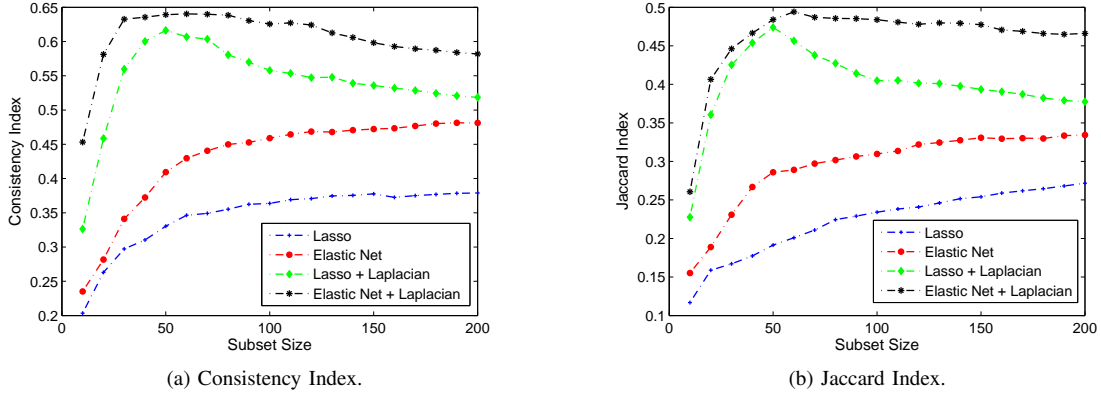 0.65
0.6
0.55
0.5
0.45
0.4
0.35
0.3
0.25
0.2
Consistency Index
0
50
100
150
200
Subset Size
Lasso
Elastic Net
Lasso + Laplacian
Elastic Net + Laplacian
(a) Consistency Index.
0.5
0.45
0.4
0.35
0.3
0.25
0.2
0.15
0.1
Jaccard Index
0
50
100
150
200
Subset Size
Lasso
Elastic Net
Lasso + Laplacian
Elastic Net + Laplacian
(b) Jaccard Index.